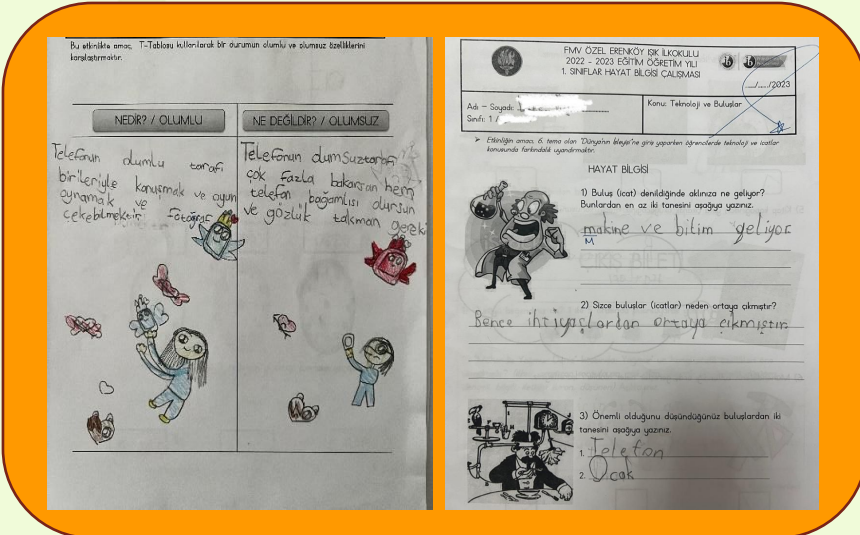 Bu etkinlikte amaç, T-Tablosu kullanılarak bir durumun olumlu ve olumsuz özelliklerini
karşılaştırmaktır.
NEDİR? / OLUMLU
Telefonun olumlu tarafı
birileriyle konuşmak ve oyun
oynamak ve
çekebilmektir fotoğraf
NE DEĞİLDİR? / OLUMSUZ
Telefonun olumsuz tarafı
çok fazla bakarsan hem
telefon bağımlısı olursun
ve gözlük takman gerekir
FMV ÖZEL ERENKÖY IŞIK İLKOKULU
2022 - 2023 EĞİTİM ÖĞRETİM YILI
1. SINIFLAR HAYAT BİLGİSİ ÇALIŞMASI
..../..../2023
Adı - Soyadı:
Sınıfı: 1 /
Konu: Teknoloji ve Buluşlar
Etkinliğin amacı, 6. tema olan "Dünya'nın İşleyişi"ne giriş yaparken öğrencilerde teknoloji ve icatlar
konusunda farkındalık uyandırmaktır.
HAYAT BİLGİSİ
1) Buluş (icat) denildiğinde aklınıza ne geliyor?
Bunlardan en az iki tanesini aşağıya yazınız.
makine ve bilim geliyor
M
2) Sizce buluşlar (icatlar) neden ortaya çıkmıştır?
Bence ihtiyaçlardan ortaya çıkmıştır.
3) Önemli olduğunu düşündüğünüz buluşlardan iki
tanesini aşağıya yazınız.
1. Telefon
2. Ocak